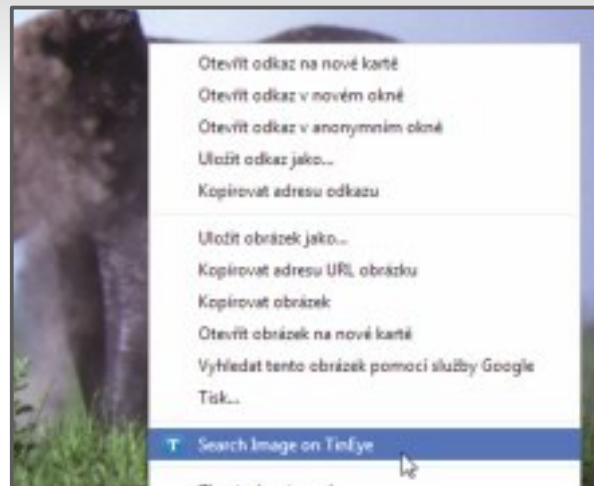 Otevřít odkaz na nové kartě
Otevřít odkaz v novém okně
Otevřít odkaz v anonymním okně
Uložit odkaz jako...
Kopírovat adresu odkazu
Uložit obrázek jako...
Kopírovat adresu URL obrázku
Kopírovat obrázek
Otevřít obrázek na nové kartě
Vyhledat tento obrázek pomocí služby Google
Tisk...
Search Image on TinEye